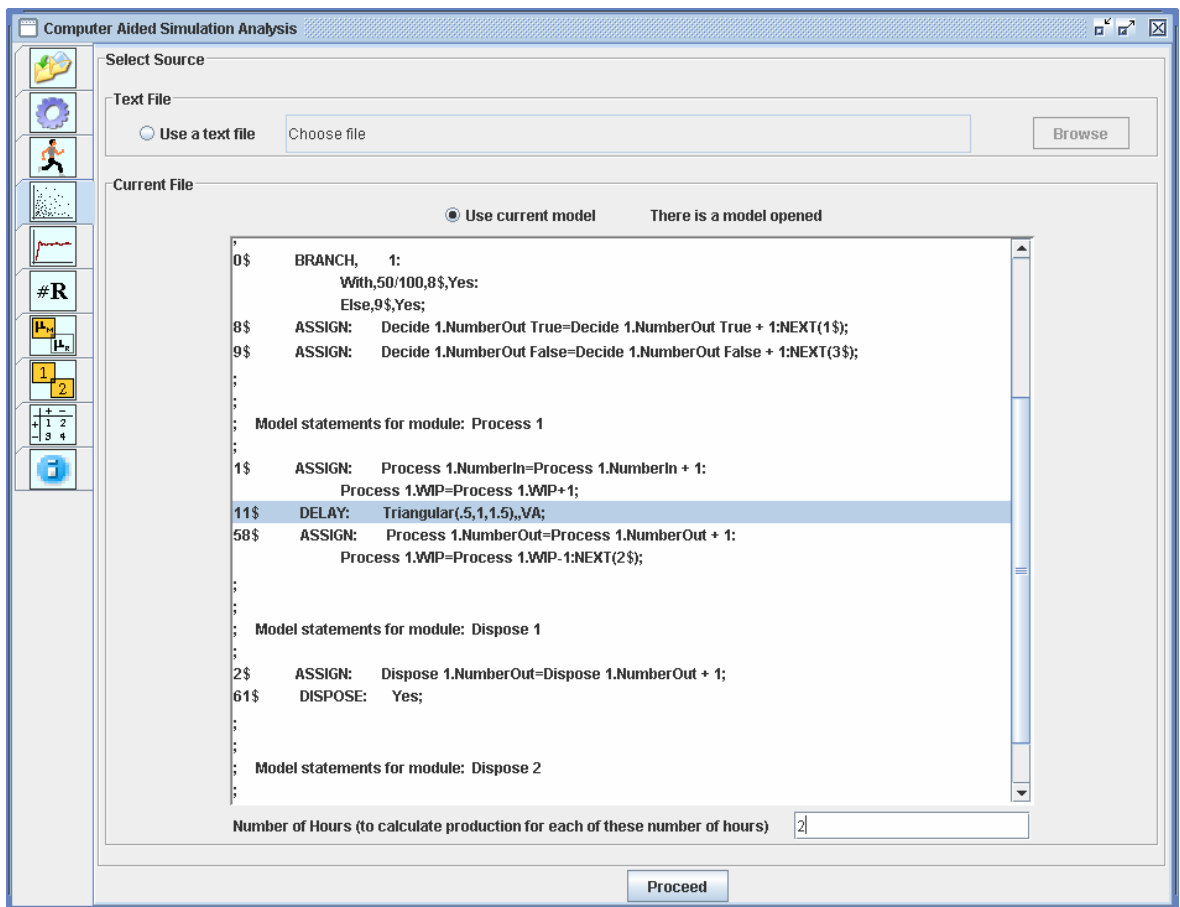 Computer Aided Simulation Analysis
Select Source
Text File
Use a text file Choose file Browse
Current File
Use current model There is a model opened
;
0$ BRANCH, 1:
With,50/100,8$,Yes:
Else,9$,Yes;
8$ ASSIGN: Decide 1.NumberOut True=Decide 1.NumberOut True + 1:NEXT(1$);
9$ ASSIGN: Decide 1.NumberOut False=Decide 1.NumberOut False + 1:NEXT(3$);
;
;
; Model statements for module: Process 1
;
1$ ASSIGN: Process 1.NumberIn=Process 1.NumberIn + 1:
Process 1.WIP=Process 1.WIP+1;
11$ DELAY: Triangular(.5,1,1.5),,VA;
58$ ASSIGN: Process 1.NumberOut=Process 1.NumberOut + 1:
Process 1.WIP=Process 1.WIP-1:NEXT(2$);
;
;
; Model statements for module: Dispose 1
;
2$ ASSIGN: Dispose 1.NumberOut=Dispose 1.NumberOut + 1;
61$ DISPOSE: Yes;
;
;
; Model statements for module: Dispose 2
;
Number of Hours (to calculate production for each of these number of hours) 2
Proceed
#R
μM
μR
1
2
+ -
+ 1 2
- 3 4